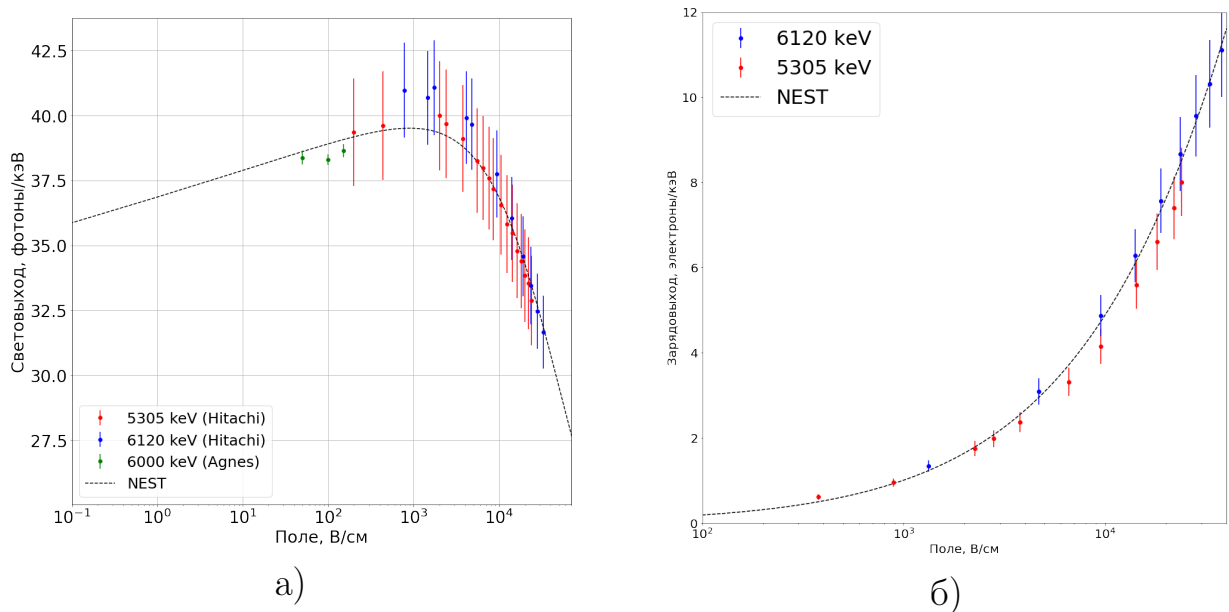 42.5
40.0
37.5
35.0
32.5
30.0
27.5
Световыход, фотоны/кэВ
5305 keV (Hitachi)
6120 keV (Hitachi)
6000 keV (Agnes)
NEST
10⁻¹
10⁰
10¹
10²
10³
10⁴
Поле, В/см
а)
12
10
8
6
4
2
0
Зарядовыход, электроны/кэВ
6120 keV
5305 keV
NEST
10²
10³
10⁴
Поле, В/см
б)